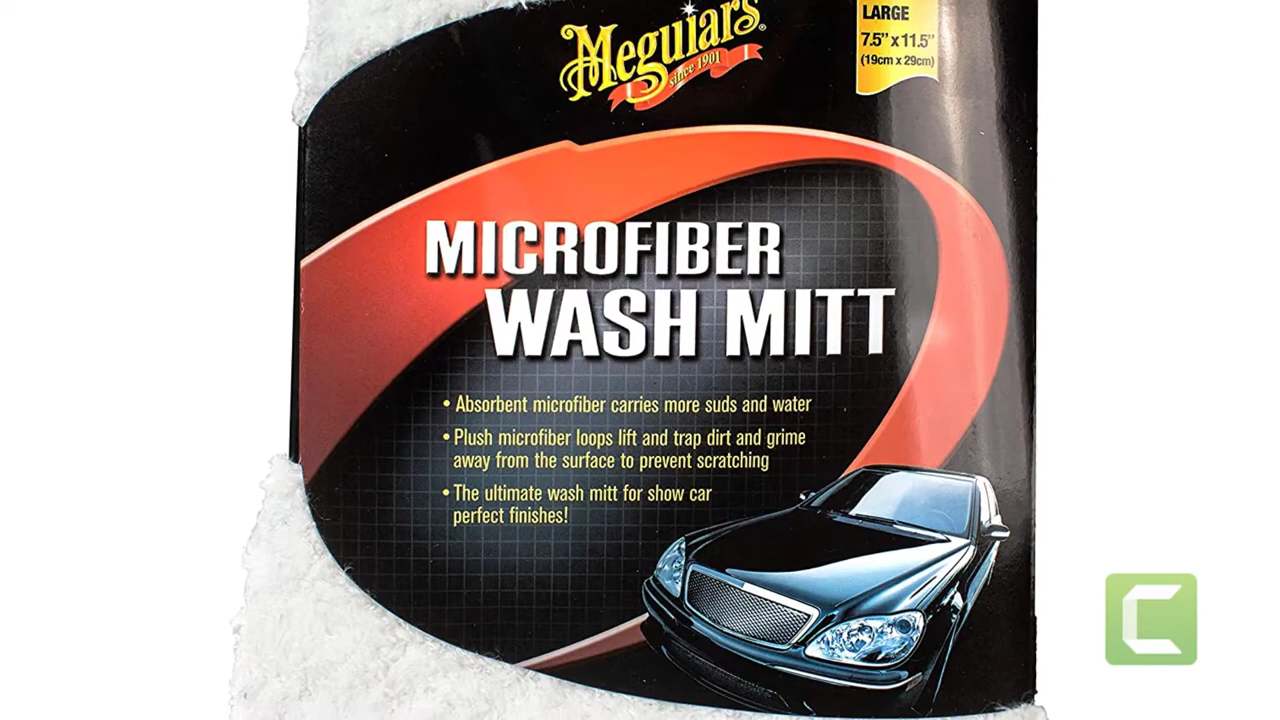 Meguiar's
since 1901
LARGE
7.5" x 11.5"
(19cm x 29cm)
MICROFIBER
WASH MITT
• Absorbent microfiber carries more suds and water
• Plush microfiber loops lift and trap dirt and grime
away from the surface to prevent scratching
• The ultimate wash mitt for show car
perfect finishes!